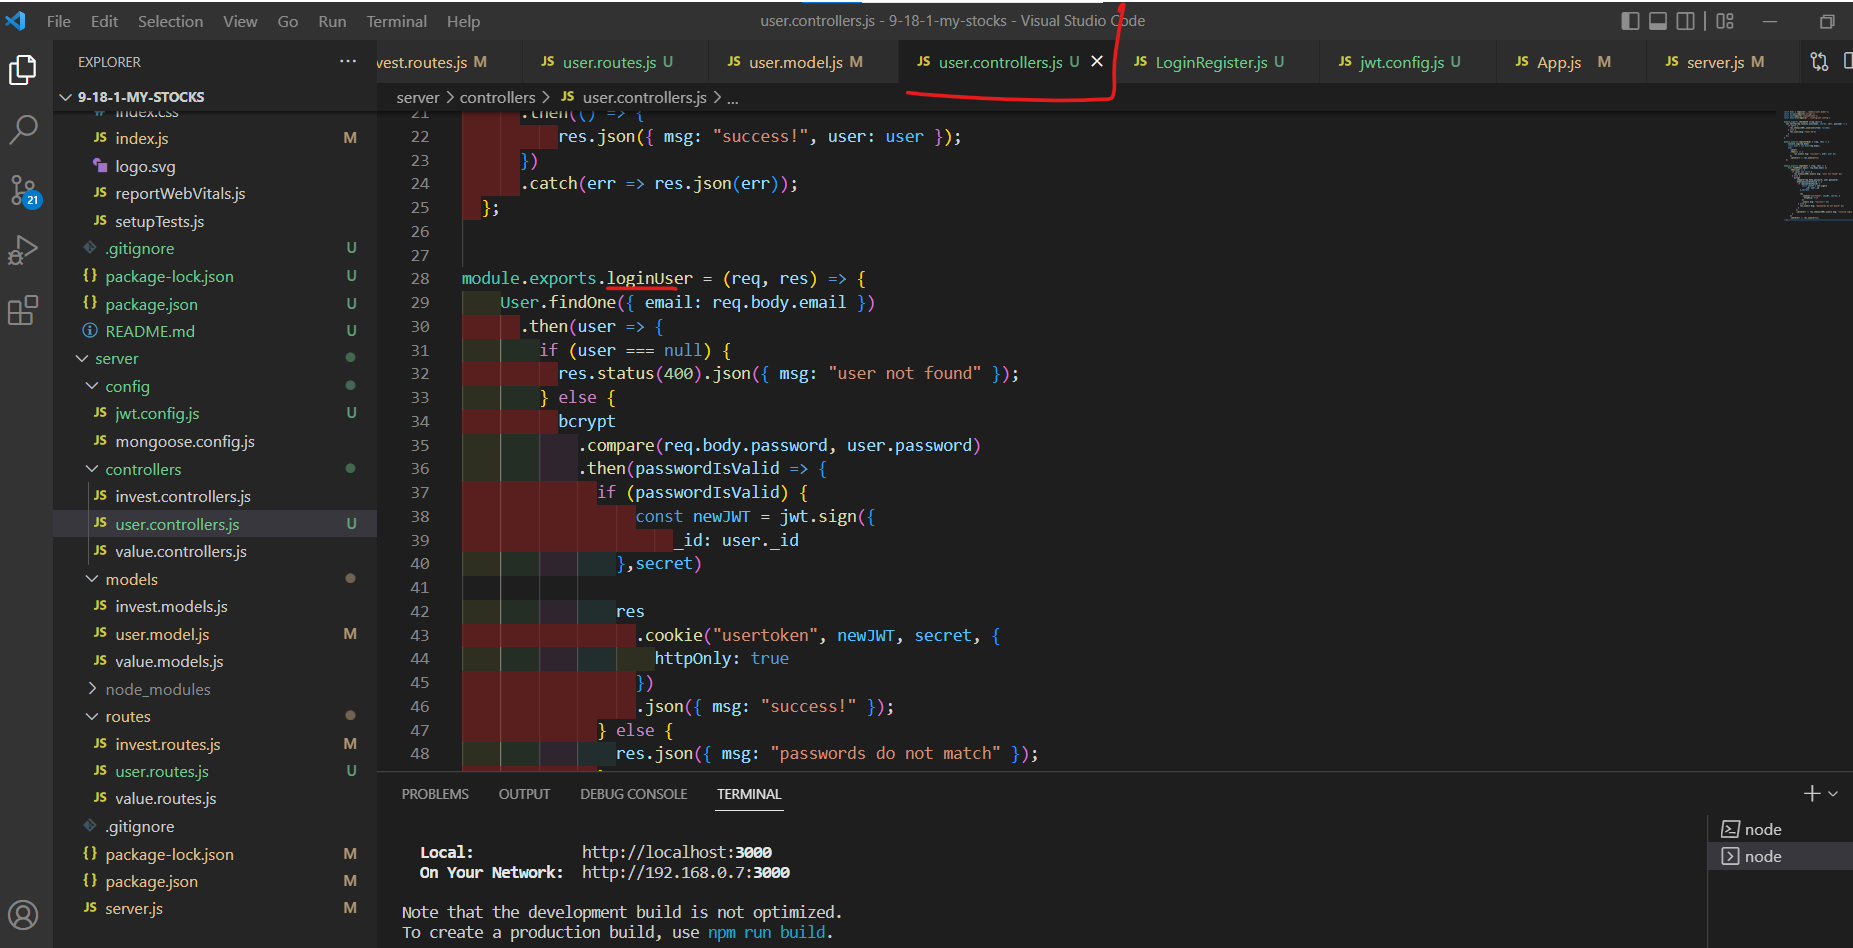 File Edit Selection View Go Run Terminal Help
user.controllers.js - 9-18-1-my-stocks - Visual Studio Code
EXPLORER
vest.routes.js M
JS user.routes.js U
JS user.model.js M
JS user.controllers.js U
JS LoginRegister.js U
JS jwt.config.js U
JS App.js M
JS server.js M
9-18-1-MY-STOCKS
index.css
JS index.js M
logo.svg
JS reportWebVitals.js
JS setupTests.js
.gitignore U
{} package-lock.json U
{} package.json U
README.md U
server
config
JS jwt.config.js U
JS mongoose.config.js
controllers
JS invest.controllers.js
JS user.controllers.js U
JS value.controllers.js
models
JS invest.models.js
JS user.model.js M
JS value.models.js
node_modules
routes
JS invest.routes.js M
JS user.routes.js U
JS value.routes.js
.gitignore
{} package-lock.json M
{} package.json M
JS server.js M
21
server > controllers > JS user.controllers.js > ...
21 .then(() => {
22 res.json({ msg: "success!", user: user });
23 })
24 .catch(err => res.json(err));
25 };
26
27
28 module.exports.loginUser = (req, res) => {
29 User.findOne({ email: req.body.email })
30 .then(user => {
31 if (user === null) {
32 res.status(400).json({ msg: "user not found" });
33 } else {
34 bcrypt
35 .compare(req.body.password, user.password)
36 .then(passwordIsValid => {
37 if (passwordIsValid) {
38 const newJWT = jwt.sign({
39 _id: user._id
40 },secret)
41
42 res
43 .cookie("usertoken", newJWT, secret, {
44 httpOnly: true
45 })
46 .json({ msg: "success!" });
47 } else {
48 res.json({ msg: "passwords do not match" });
PROBLEMS OUTPUT DEBUG CONSOLE TERMINAL
Local: http://localhost:3000
On Your Network: http://192.168.0.7:3000
Note that the development build is not optimized.
To create a production build, use npm run build.
node
node